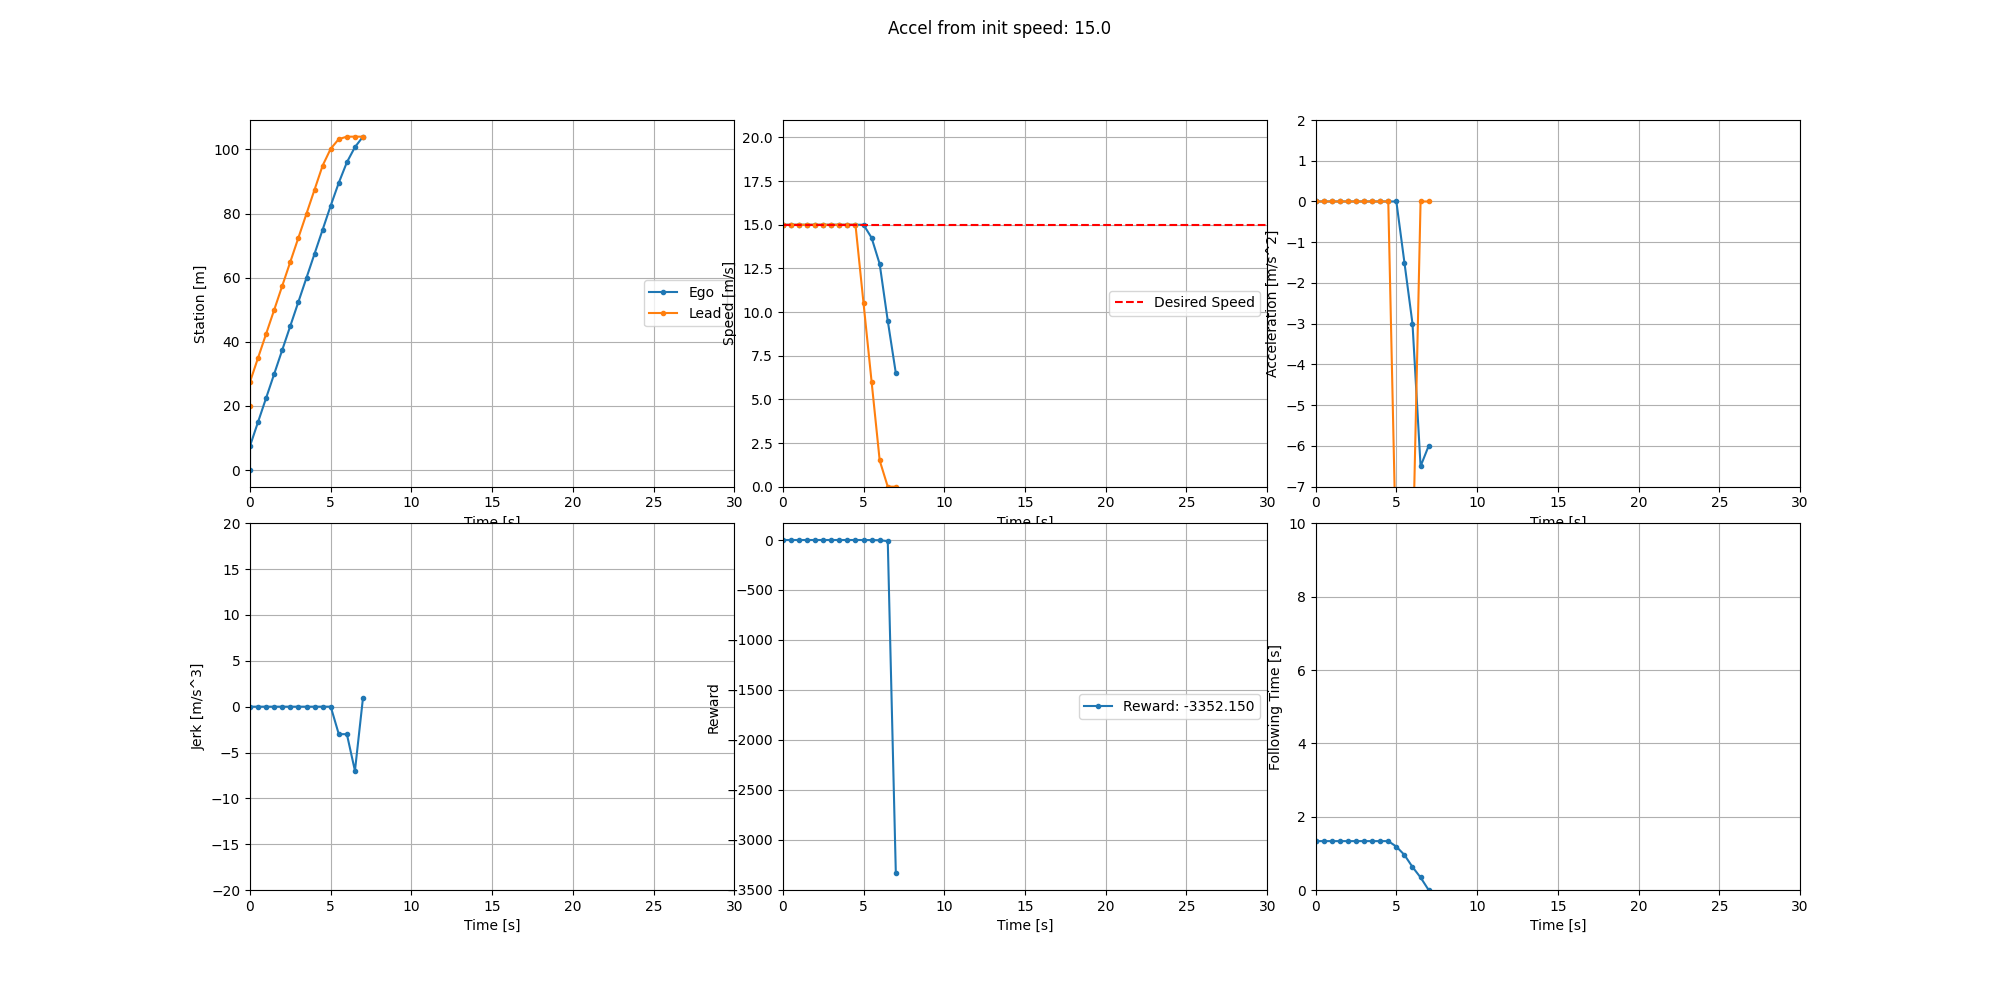 Accel from init speed: 15.0
Station [m]
100
80
60
40
20
0
0 5 10 15 20 25 30
Time [s]
Ego
Lead
Speed [m/s]
20.0
17.5
15.0
12.5
10.0
7.5
5.0
2.5
0.0
0 5 10 15 20 25 30
Time [s]
Desired Speed
Acceleration [m/s^2]
2
1
0
−1
−2
−3
−4
−5
−6
−7
0 5 10 15 20 25 30
Time [s]
Jerk [m/s^3]
20
15
10
5
0
−5
−10
−15
−20
0 5 10 15 20 25 30
Time [s]
Reward
0
−500
−1000
−1500
−2000
−2500
−3000
−3500
0 5 10 15 20 25 30
Time [s]
Reward: -3352.150
Following Time [s]
10
8
6
4
2
0
0 5 10 15 20 25 30
Time [s]